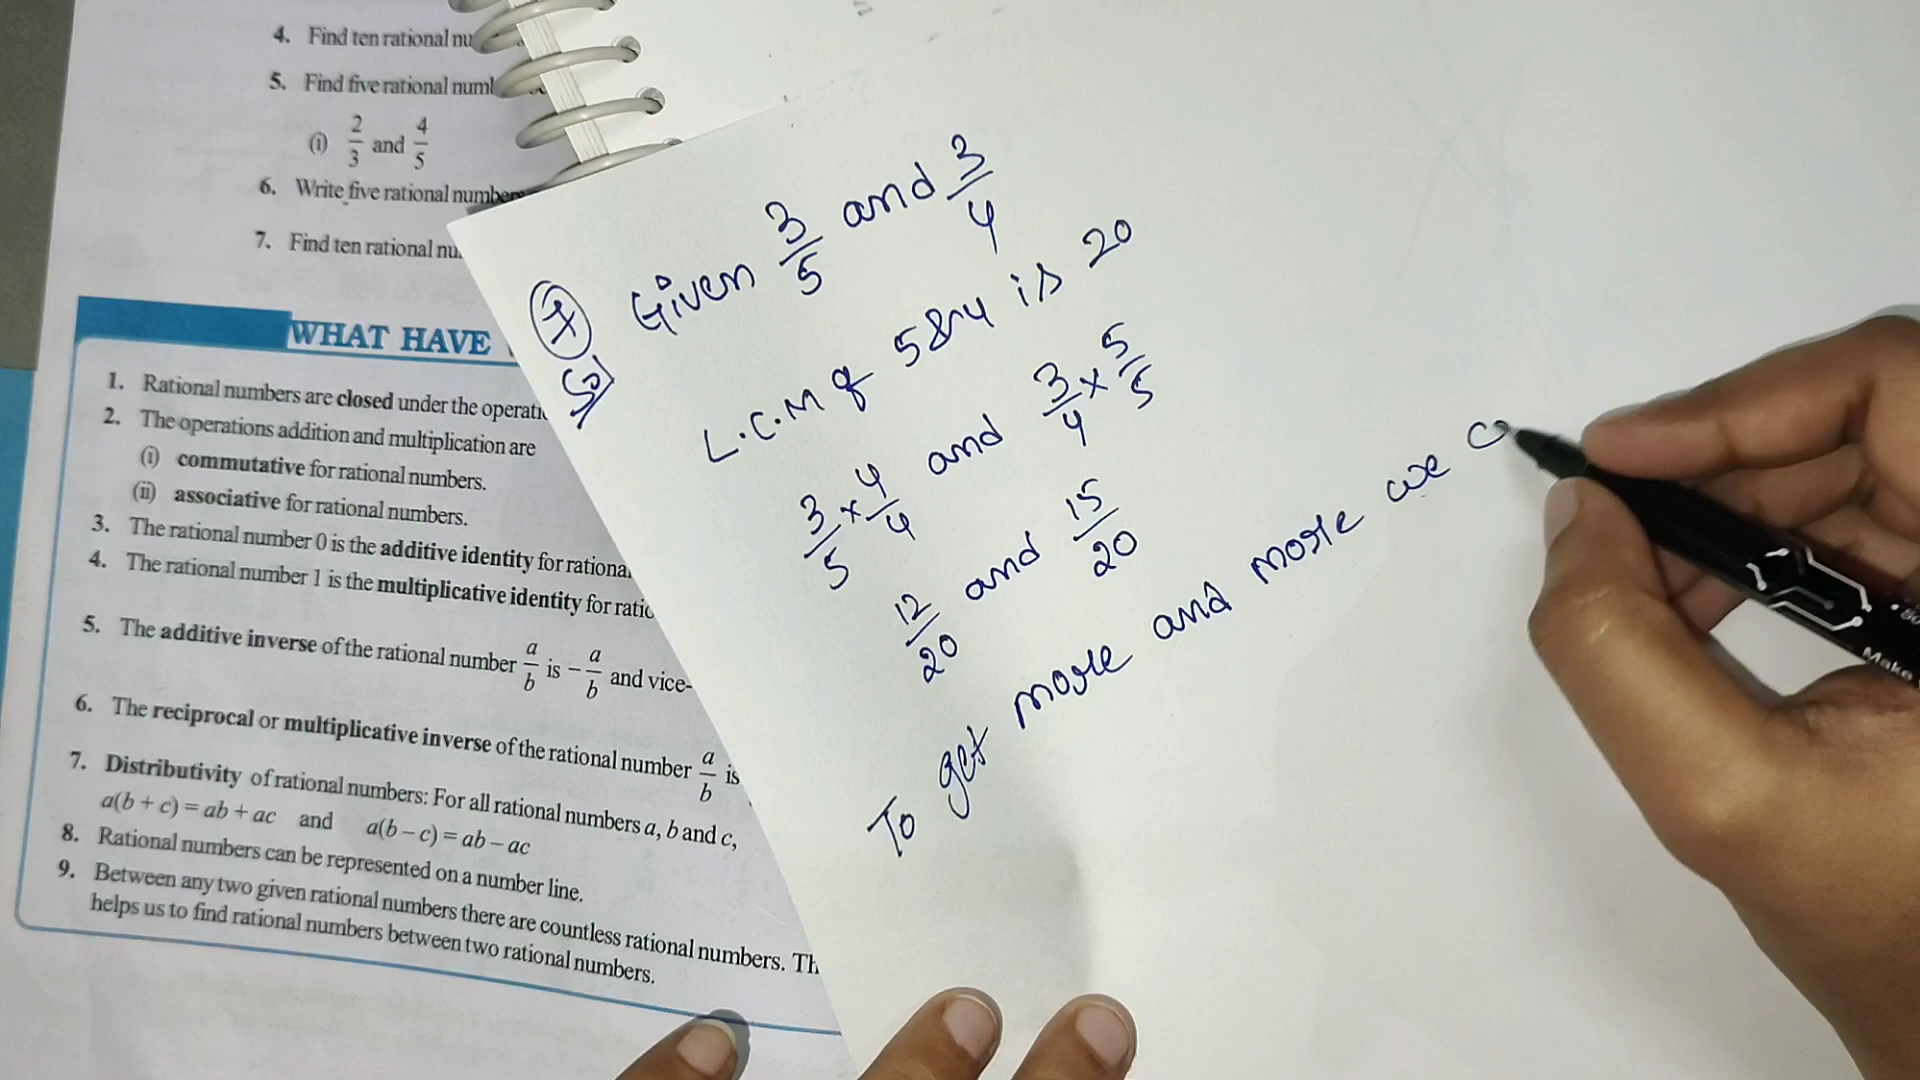 4. Find ten rational nu
5. Find five rational numb
(i) 2/3 and 4/5
6. Write five rational numbers
7. Find ten rational nu
WHAT HAVE
1. Rational numbers are closed under the operati
2. The operations addition and multiplication are
(i) commutative for rational numbers.
(ii) associative for rational numbers.
3. The rational number 0 is the additive identity for rationa
4. The rational number 1 is the multiplicative identity for ratio
5. The additive inverse of the rational number a/b is -a/b and vice-
6. The reciprocal or multiplicative inverse of the rational number a/b is
7. Distributivity of rational numbers: For all rational numbers a, b and c,
a(b + c) = ab + ac and a(b – c) = ab – ac
8. Rational numbers can be represented on a number line.
9. Between any two given rational numbers there are countless rational numbers. Th
helps us to find rational numbers between two rational numbers.
7 Given 3/5 and 3/4
Sol
L.C.M of 5&4 is 20
3/5 × 4/4 and 3/4 × 5/5
12/20 and 15/20
To get more and more we c
Make